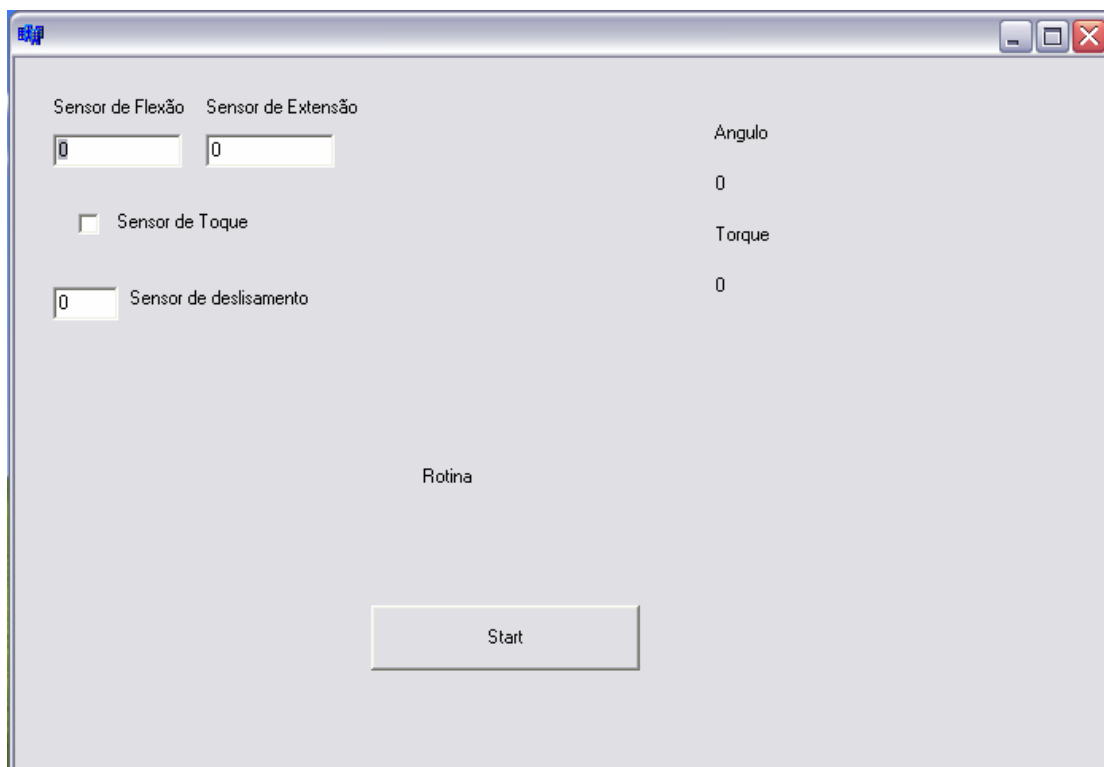 Sensor de Flexão Sensor de Extensão
0 0
Angulo
0
Sensor de Toque
Torque
0
0 Sensor de deslisamento
Rotina
Start